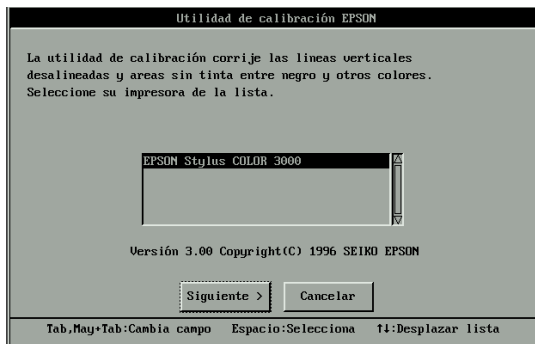 Utilidad de calibración EPSON
La utilidad de calibración corrije las lineas verticales
desalineadas y areas sin tinta entre negro y otros colores.
Seleccione su impresora de la lista.
EPSON Stylus COLOR 3000
Versión 3.00 Copyright(C) 1996 SEIKO EPSON
Siguiente >
Cancelar
Tab,May+Tab:Cambia campo Espacio:Selecciona ↑↓:Desplazar lista